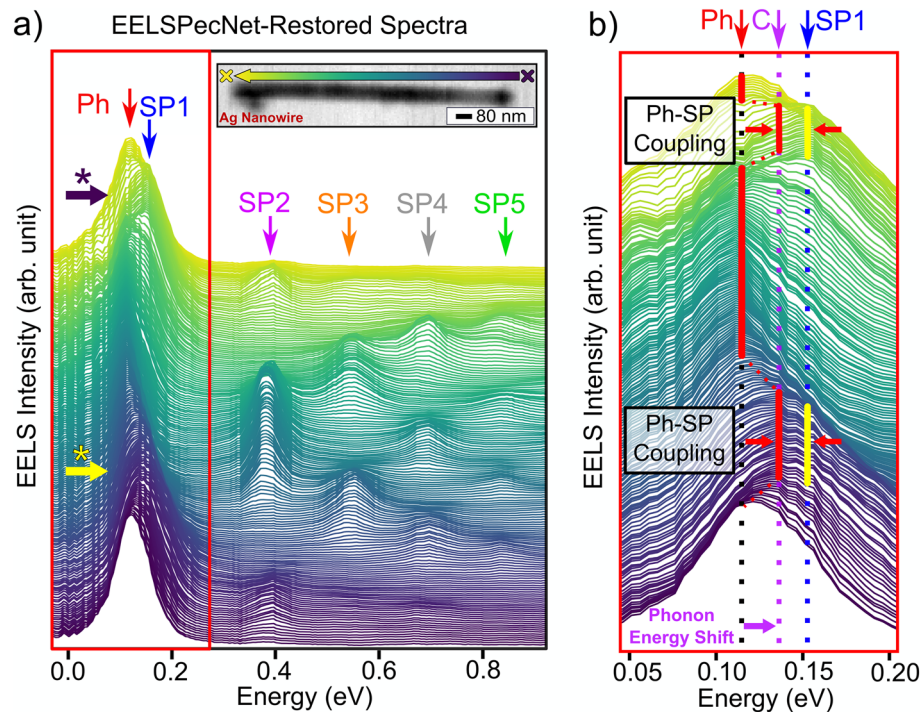 a)
EELSPecNet-Restored Spectra
Ph
SP1
Ag Nanowire
80 nm
*
*
SP2
SP3
SP4
SP5
EELS Intensity (arb. unit)
0.0
0.2
0.4
0.6
0.8
Energy (eV)
b)
Ph
C
SP1
Ph-SP
Coupling
Ph-SP
Coupling
Phonon
Energy Shift
EELS Intensity (arb. unit)
0.05
0.10
0.15
0.20
Energy (eV)